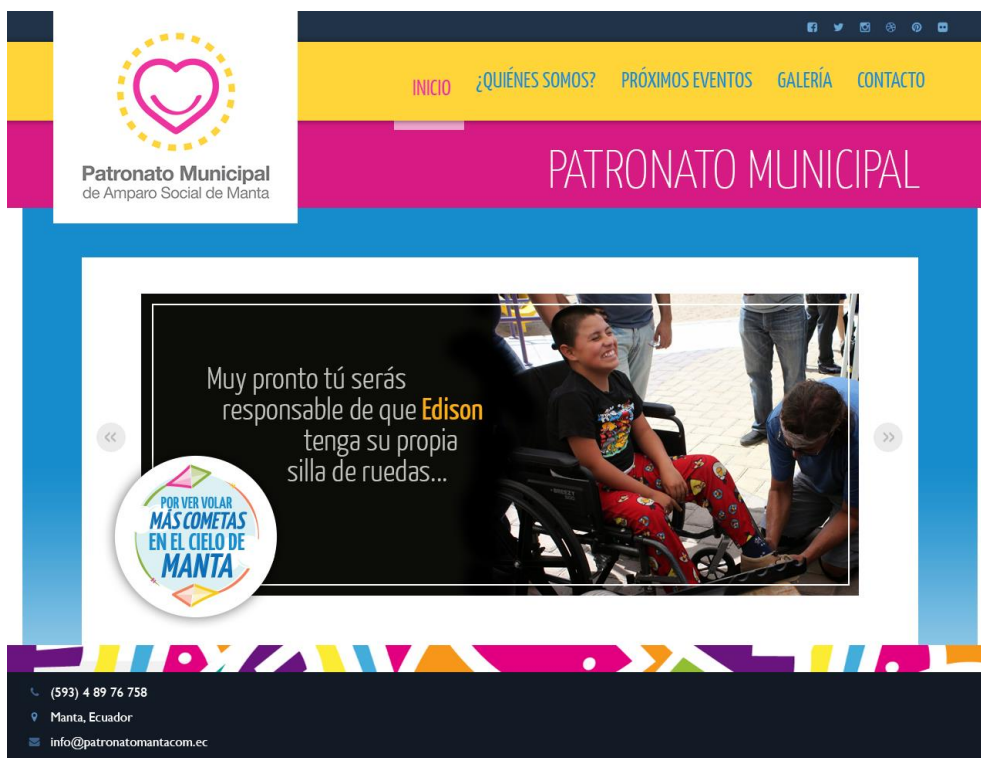 INICIO
¿QUIÉNES SOMOS?
PRÓXIMOS EVENTOS
GALERÍA
CONTACTO
Patronato Municipal
de Amparo Social de Manta
PATRONATO MUNICIPAL
Muy pronto tú serás
responsable de que Edison
tenga su propia
silla de ruedas...
POR VER VOLAR
MÁS COMETAS
EN EL CIELO DE
MANTA
(593) 4 89 76 758
Manta, Ecuador
info@patronatomantacom.ec